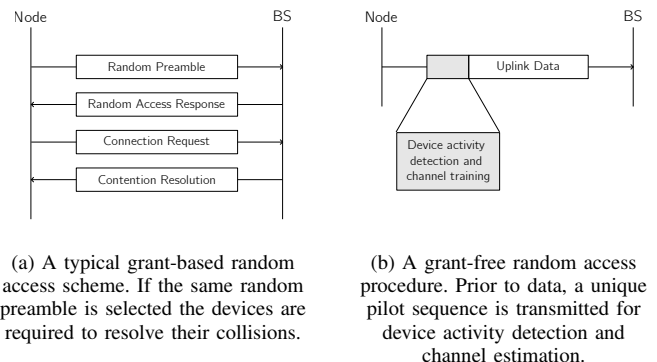 Node
BS
Random Preamble
Random Access Response
Connection Request
Contention Resolution
(a) A typical grant-based random
access scheme. If the same random
preamble is selected the devices are
required to resolve their collisions.
Node
BS
Uplink Data
Device activity
detection and
channel training
(b) A grant-free random access
procedure. Prior to data, a unique
pilot sequence is transmitted for
device activity detection and
channel estimation.